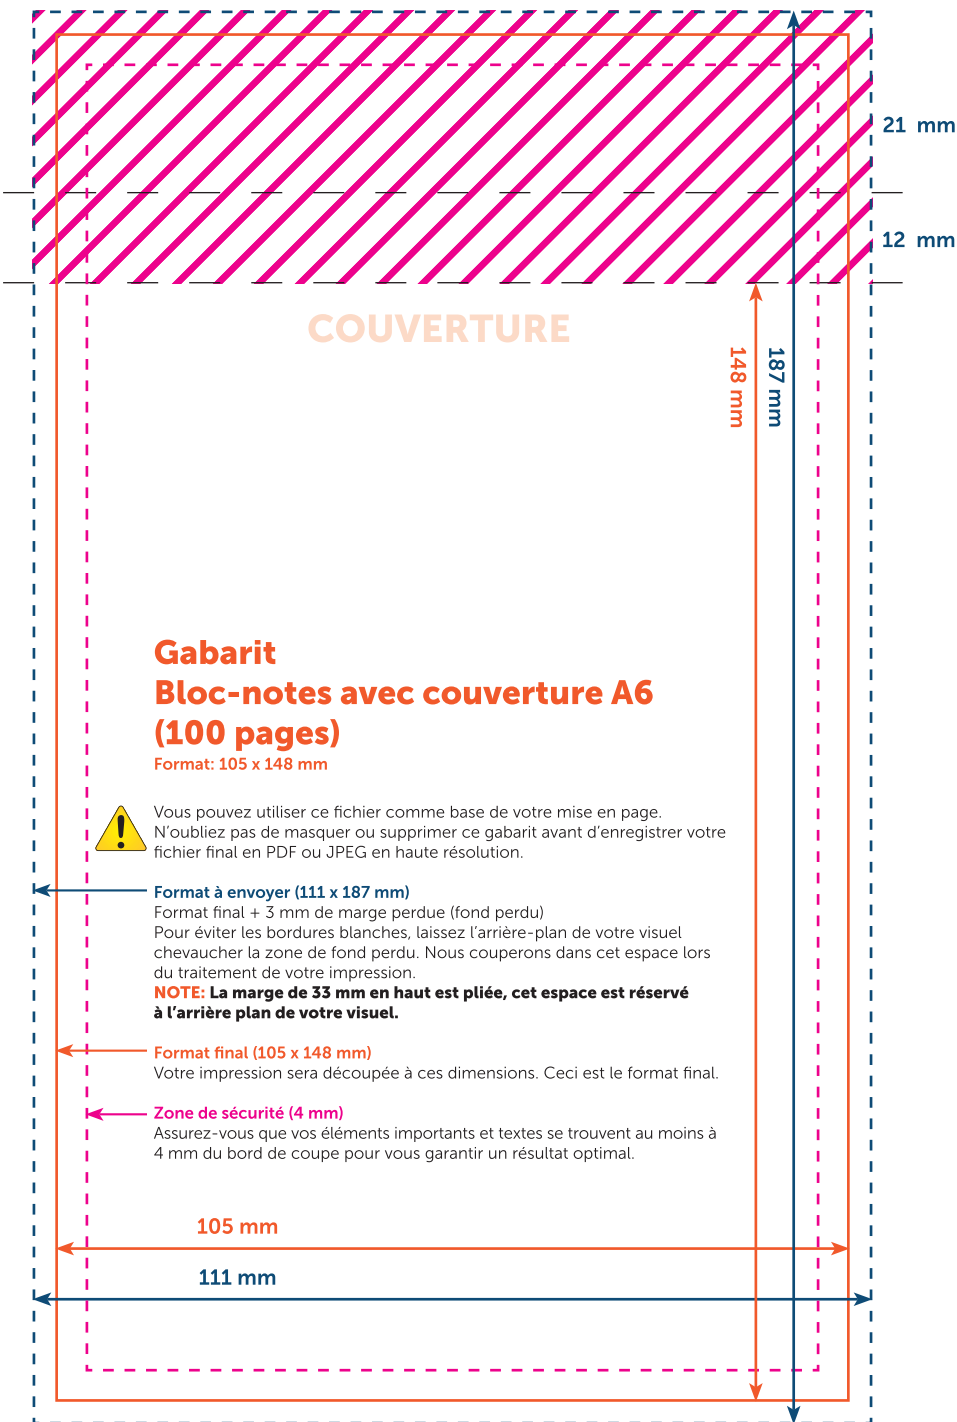 21 mm
12 mm
COUVERTURE
148 mm
187 mm
Gabarit
Bloc-notes avec couverture A6
(100 pages)
Format: 105 x 148 mm
Vous pouvez utiliser ce fichier comme base de votre mise en page.
N’oubliez pas de masquer ou supprimer ce gabarit avant d’enregistrer votre
fichier final en PDF ou JPEG en haute résolution.
Format à envoyer (111 x 187 mm)
Format final + 3 mm de marge perdue (fond perdu)
Pour éviter les bordures blanches, laissez l’arrière-plan de votre visuel
chevaucher la zone de fond perdu. Nous couperons dans cet espace lors
du traitement de votre impression.
NOTE: La marge de 33 mm en haut est pliée, cet espace est réservé
à l’arrière plan de votre visuel.
Format final (105 x 148 mm)
Votre impression sera découpée à ces dimensions. Ceci est le format final.
Zone de sécurité (4 mm)
Assurez-vous que vos éléments importants et textes se trouvent au moins à
4 mm du bord de coupe pour vous garantir un résultat optimal.
105 mm
111 mm